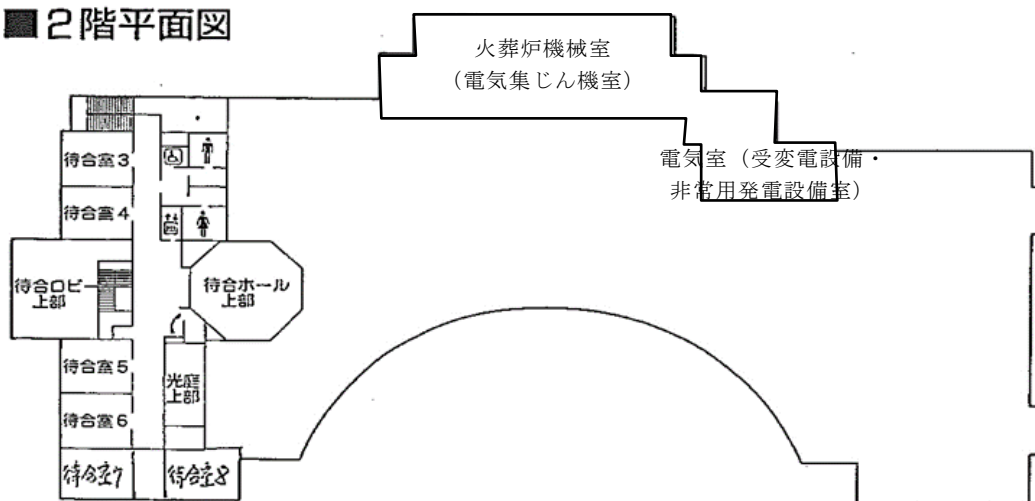 ■2階平面図
火葬炉機械室
（電気集じん機室）
電気室（受変電設備・
非常用発電設備室）
待合室3
待合室4
待合ロビー
上部
待合ホール
上部
待合室5
光庭
上部
待合室6
待合室7
待合室8